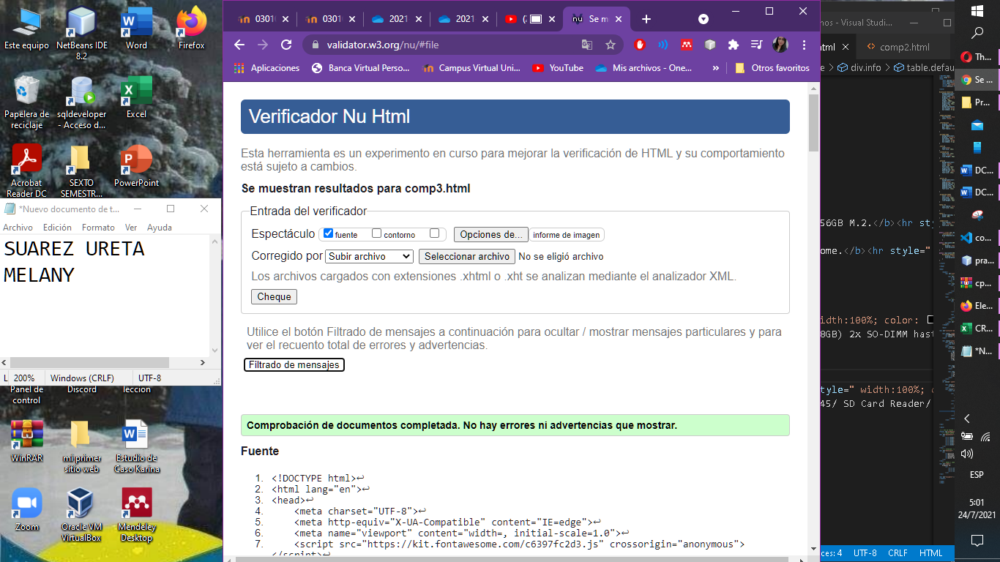 Este equipo
NetBeans IDE
8.2
Word
Firefox
Papelera de
reciclaje
sqldeveloper
- Acceso d...
Excel
Acrobat
Reader DC
SEXTO
SEMESTR...
PowerPoint
*Nuevo documento de t...
Archivo Edición Formato Ver Ayuda
SUAREZ URETA
MELANY
L 200% Windows (CRLF) UTF-8
Panel de
control
Discord
leccion
WinRAR
mi primer
sitio web
Estudio de
Caso Karina
Zoom
Oracle VM
VirtualBox
Mendeley
Desktop
0301( 0301( 2021 2021 (2 Se m
validator.w3.org/nu/#file
Aplicaciones Banca Virtual Perso... Campus Virtual Uni... YouTube Mis archivos - One... » Otros favoritos
Verificador Nu Html
Esta herramienta es un experimento en curso para mejorar la verificación de HTML y su comportamiento
está sujeto a cambios.
Se muestran resultados para comp3.html
Entrada del verificador
Espectáculo fuente contorno Opciones de... informe de imagen
Corregido por Subir archivo Seleccionar archivo No se eligió archivo
Los archivos cargados con extensiones .xhtml o .xht se analizan mediante el analizador XML.
Cheque
Utilice el botón Filtrado de mensajes a continuación para ocultar / mostrar mensajes particulares y para
ver el recuento total de errores y advertencias.
Filtrado de mensajes
Comprobación de documentos completada. No hay errores ni advertencias que mostrar.
Fuente
1. <!DOCTYPE html>↩
2. <html lang="en">↩
3. <head>↩
4. <meta charset="UTF-8">↩
5. <meta http-equiv="X-UA-Compatible" content="IE=edge">↩
6. <meta name="viewport" content="width=, initial-scale=1.0">↩
7. <script src="https://kit.fontawesome.com/c6397fc2d3.js" crossorigin="anonymous">
</script>↩
nos - Visual Studi...
html comp2.html
e > div.info > table.defau
56GB M.2.</b><hr sty
ome.</b><hr style="
idth:100%; color:
8GB) 2x SO-DIMM hast
tyle=" width:100%; c
45/ SD Card Reader/
ces: 4 UTF-8 CRLF HTML
Th...
Se ...
Pr...
DC...
DC...
co...
pra...
cp...
Ele...
CR...
*N...
ESP
5:01
24/7/2021